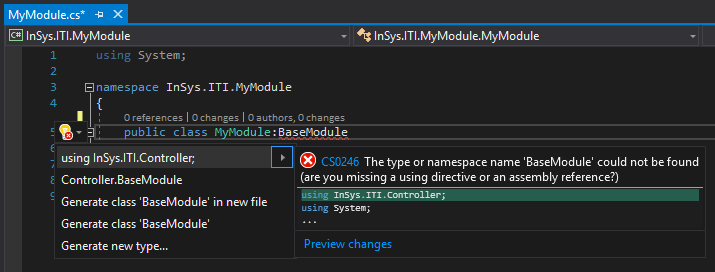 MyModule.cs*
InSys.ITI.MyModule
InSys.ITI.MyModule.MyModule
1 using System;
2
3 namespace InSys.ITI.MyModule
4 {
0 references | 0 changes | 0 authors, 0 changes
5 public class MyModule:BaseModule
6
7
8
9
using InSys.ITI.Controller;
Controller.BaseModule
Generate class 'BaseModule' in new file
Generate class 'BaseModule'
Generate new type...
CS0246 The type or namespace name 'BaseModule' could not be found
(are you missing a using directive or an assembly reference?)
using InSys.ITI.Controller;
using System;
...
Preview changes